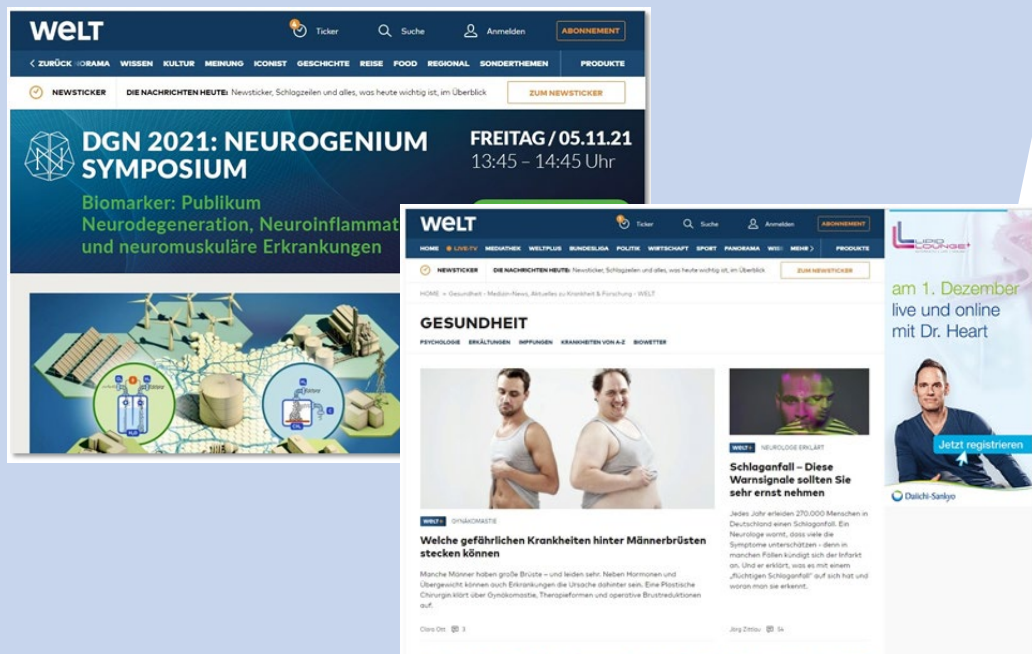 WELT
4
Ticker
Suche
Anmelden
ABONNEMENT
ZURÜCK
ORAMA
WISSEN
KULTUR
MEINUNG
ICONIST
GESCHICHTE
REISE
FOOD
REGIONAL
SONDERTHEMEN
PRODUKTE
NEWSTICKER
DIE NACHRICHTEN HEUTE: Newsticker, Schlagzeilen und alles, was heute wichtig ist, im Überblick
ZUM NEWSTICKER
DGN 2021: NEUROGENIUM
SYMPOSIUM
FREITAG / 05.11.21
13:45 – 14:45 Uhr
Biomarker: Publikum
Neurodegeneration, Neuroinflammat
und neuromuskuläre Erkrankungen
WELT
Ticker
Suche
Anmelden
ABONNEMENT
HOME
LIVE-TV
MEDIATHEK
WELTPLUS
BUNDESLIGA
POLITIK
WIRTSCHAFT
SPORT
PANORAMA
WIS
MEHR
PRODUKTE
NEWSTICKER
DIE NACHRICHTEN HEUTE: Newsticker, Schlagzeilen und alles, was heute wichtig ist, im Überblick
ZUM NEWSTICKER
HOME » Gesundheit - Medizin-News, Aktuelles zu Krankheit & Forschung - WELT
GESUNDHEIT
PSYCHOLOGIE
ERKÄLTUNGEN
IMPFUNGEN
KRANKHEITEN VON A-Z
BIOWETTER
WELT+ GYNÄKOMASTIE
Welche gefährlichen Krankheiten hinter Männerbrüsten
stecken können
Manche Männer haben große Brüste – und leiden sehr. Neben Hormonen und
Übergewicht können auch Erkrankungen die Ursache dahinter sein. Eine Plastische
Chirurgin klärt über Gynäkomastie, Therapieformen und operative Brustreduktionen
auf.
Clara Ott 3
WELT+ NEUROLOGE ERKLÄRT
Schlaganfall – Diese
Warnsignale sollten Sie
sehr ernst nehmen
Jedes Jahr erleiden 270.000 Menschen in
Deutschland einen Schlaganfall. Ein
Neurologe warnt, dass viele die
Symptome unterschätzen - denn in
manchen Fällen kündigt sich der Infarkt
an. Und er erklärt, was es mit einem
„flüchtigen Schlaganfall“ auf sich hat und
woran man sie erkennt.
Jörg Zittlau 54
LIPID
LOUNGE+
am 1. Dezember
live und online
mit Dr. Heart
Jetzt registrieren
Daiichi-Sankyo